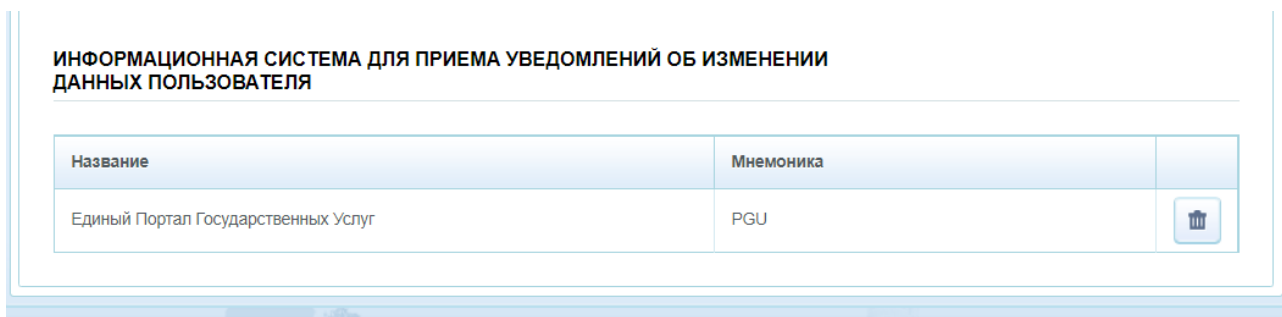 ИНФОРМАЦИОННАЯ СИСТЕМА ДЛЯ ПРИЕМА УВЕДОМЛЕНИЙ ОБ ИЗМЕНЕНИИ
ДАННЫХ ПОЛЬЗОВАТЕЛЯ
Название Мнемоника
Единый Портал Государственных Услуг PGU